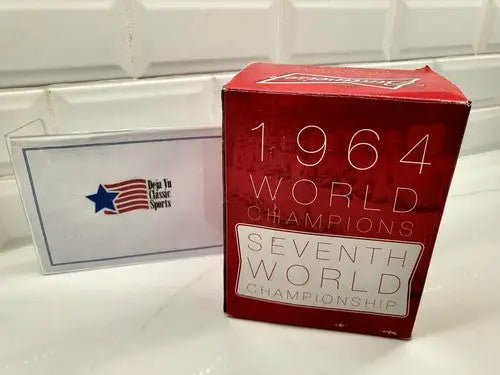 Deja Vu
Classic
Sports
1964
WORLD
CHAMPIONS
SEVENTH
WORLD
CHAMPIONSHIP